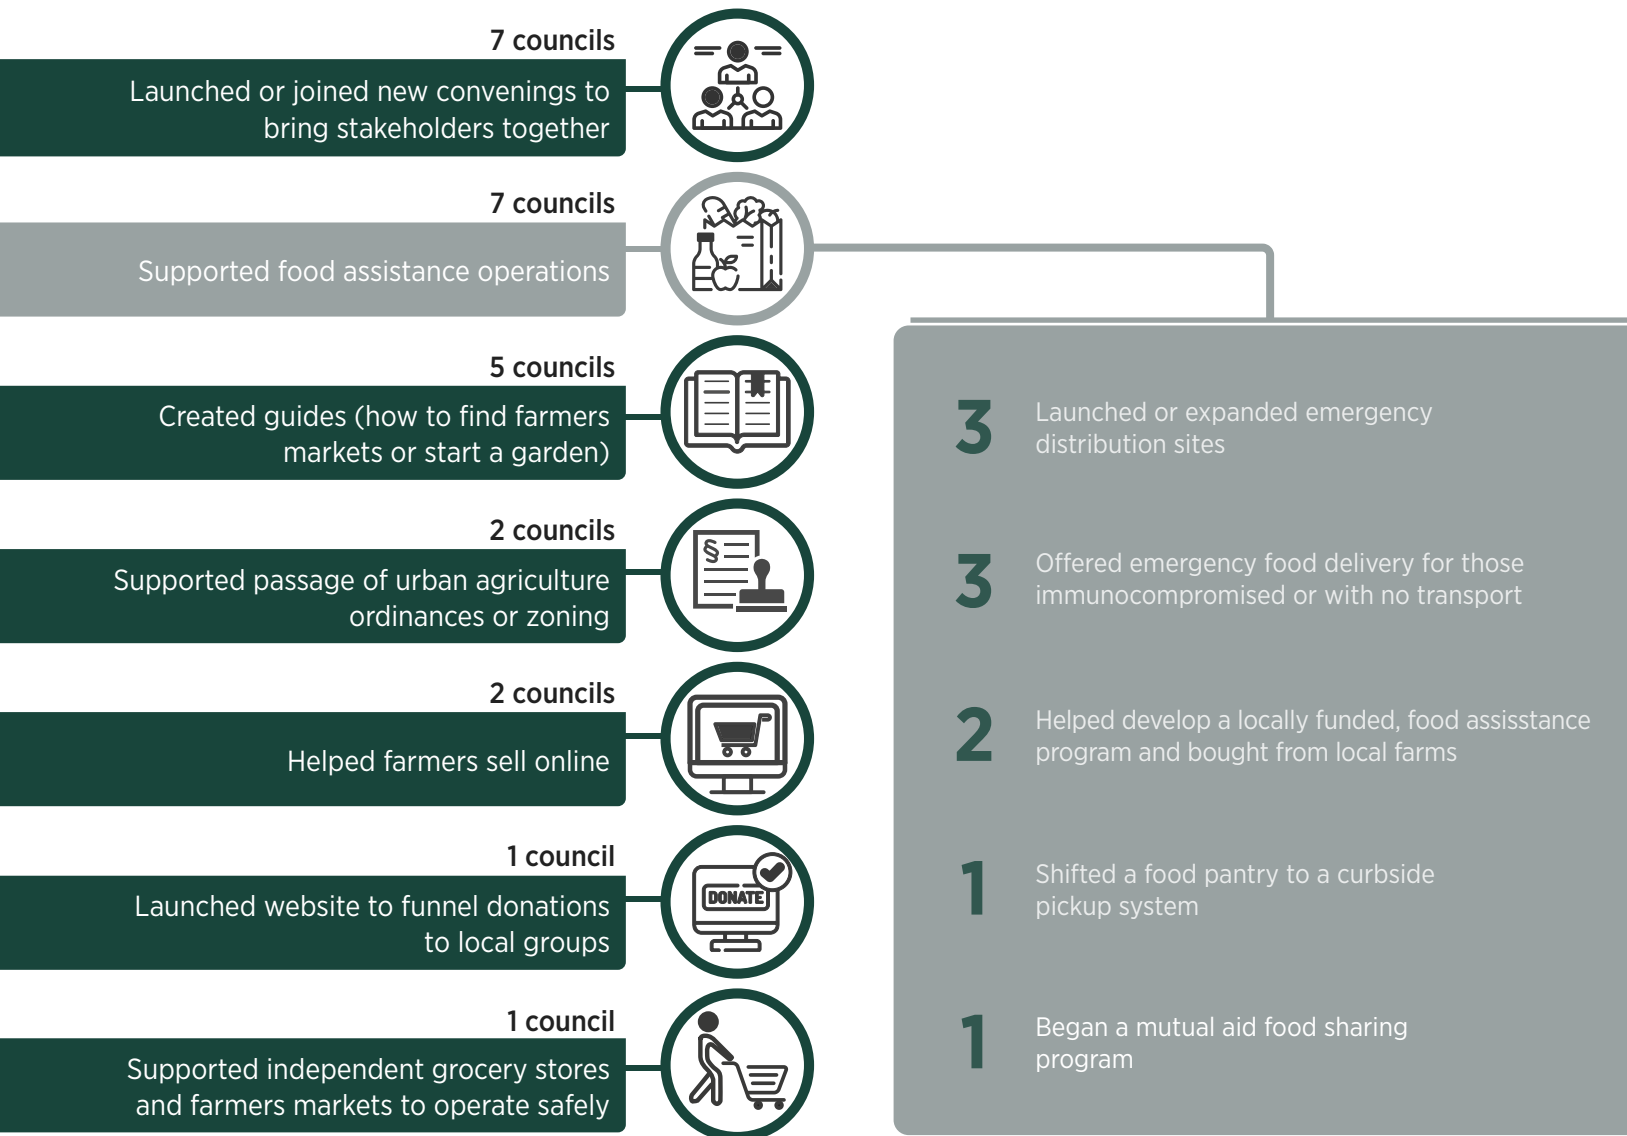 7 councils
Launched or joined new convenings to
bring stakeholders together
7 councils
Supported food assistance operations
5 councils
Created guides (how to find farmers
markets or start a garden)
2 councils
Supported passage of urban agriculture
ordinances or zoning
§
2 councils
Helped farmers sell online
1 council
Launched website to funnel donations
to local groups
DONATE
1 council
Supported independent grocery stores
and farmers markets to operate safely
3
Launched or expanded emergency
distribution sites
3
Offered emergency food delivery for those
immunocompromised or with no transport
2
Helped develop a locally funded, food assisstance
program and bought from local farms
1
Shifted a food pantry to a curbside
pickup system
1
Began a mutual aid food sharing
program